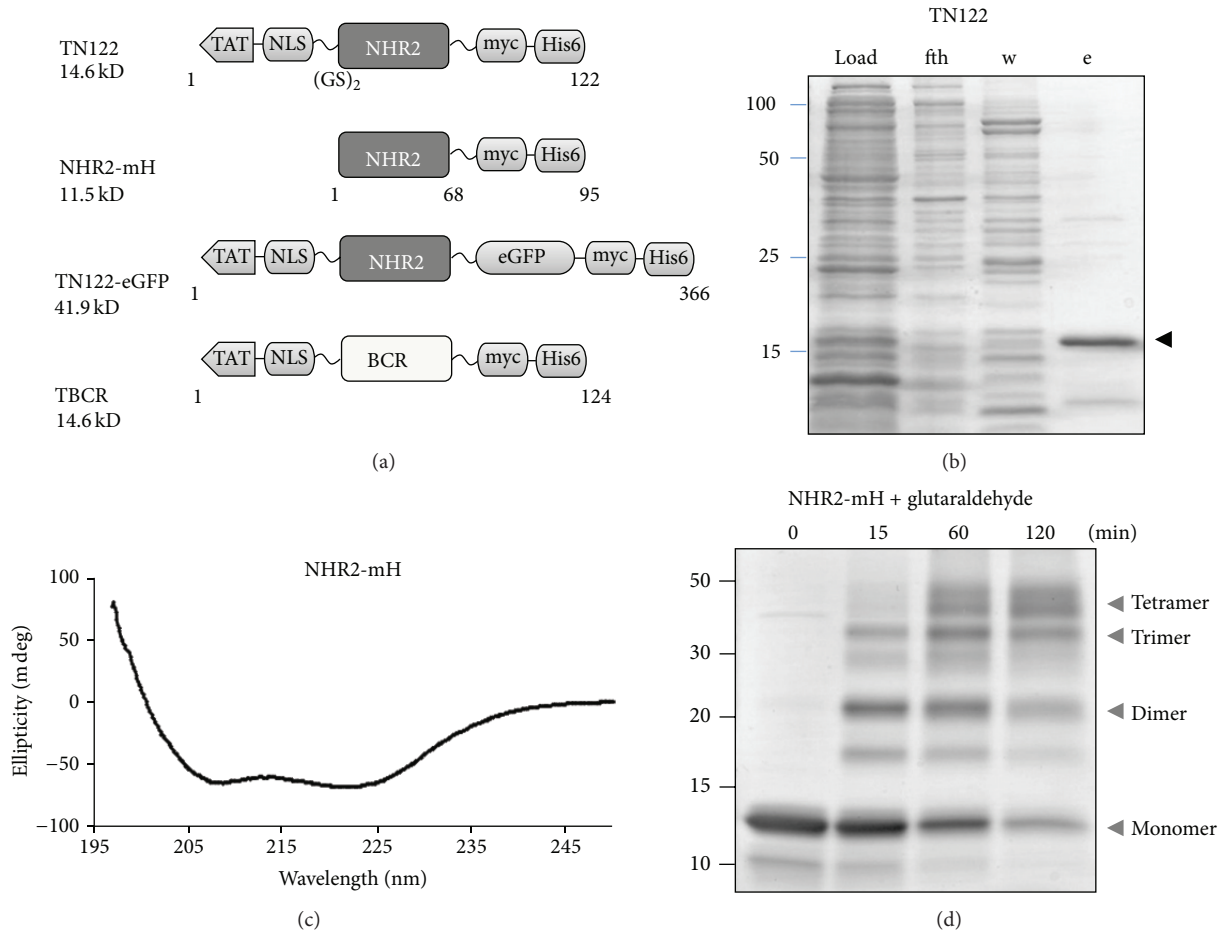 TN122
14.6 kD
TAT NLS NHR2 myc His6
1 (GS)2 122
NHR2-mH
11.5 kD
NHR2 myc His6
1 68 95
TN122-eGFP
41.9 kD
TAT NLS NHR2 eGFP myc His6
1 366
TBCR
14.6 kD
TAT NLS BCR myc His6
1 124
(a)
TN122
Load fth w e
100
50
25
15
(b)
NHR2-mH
Ellipticity (m deg)
100
50
0
−50
−100
195 205 215 225 235 245
Wavelength (nm)
(c)
NHR2-mH + glutaraldehyde
0 15 60 120 (min)
50
30
20
15
10
Tetramer
Trimer
Dimer
Monomer
(d)